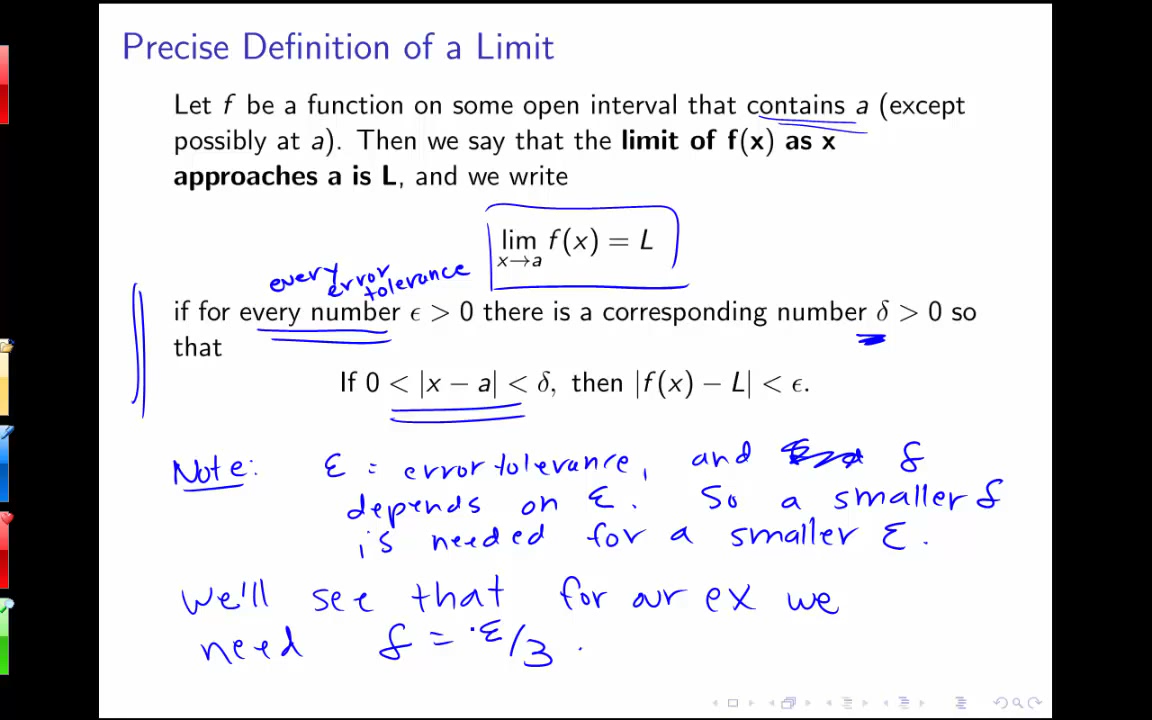 Precise Definition of a Limit
Let f be a function on some open interval that contains a (except
possibly at a). Then we say that the limit of f(x) as x
approaches a is L, and we write
lim f(x) = L
x→a
every error tolerance
if for every number ϵ > 0 there is a corresponding number δ > 0 so
that
If 0 < |x − a| < δ, then |f(x) − L| < ϵ.
Note: ε = error tolerance, and δ
depends on ε. So a smaller δ
is needed for a smaller ε.
We'll see that for our ex we
need δ = ε/3.